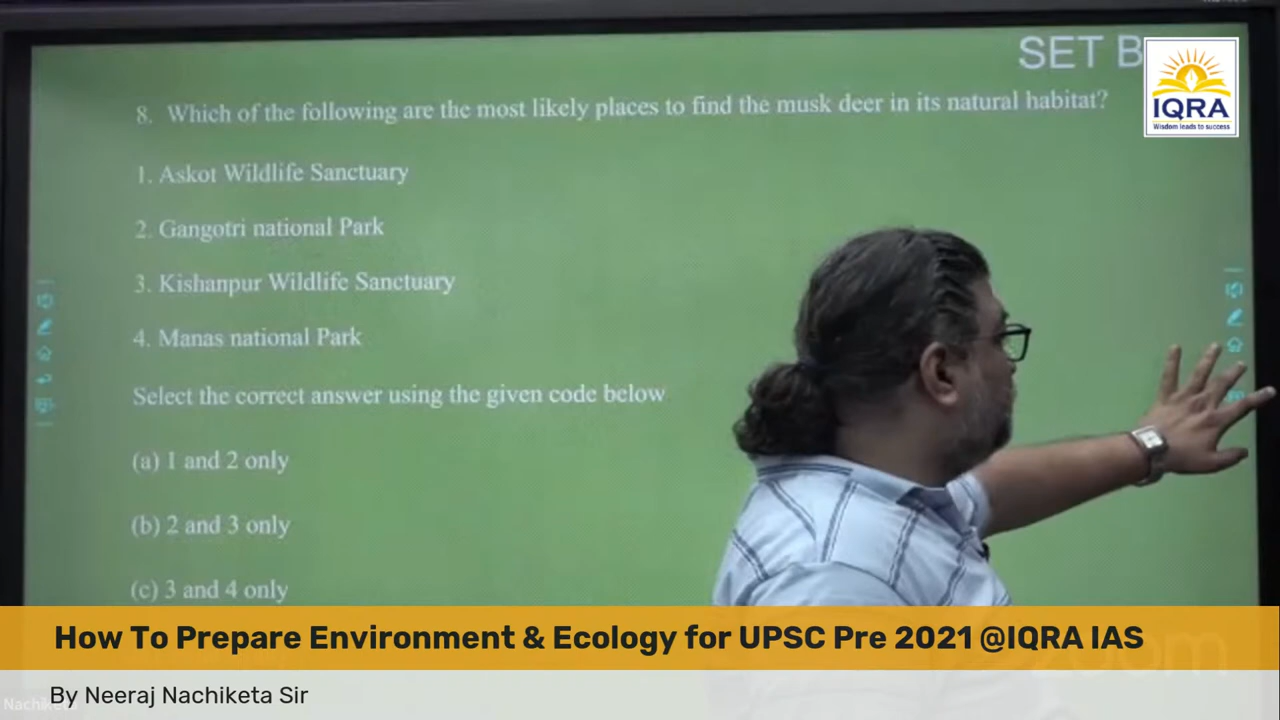 SET B
IQRA
Wisdom leads to success
8. Which of the following are the most likely places to find the musk deer in its natural habitat?
1. Askot Wildlife Sanctuary
2. Gangotri national Park
3. Kishanpur Wildlife Sanctuary
4. Manas national Park
Select the correct answer using the given code below
(a) 1 and 2 only
(b) 2 and 3 only
(c) 3 and 4 only
How To Prepare Environment & Ecology for UPSC Pre 2021 @IQRA IAS
zoom
By Neeraj Nachiketa Sir